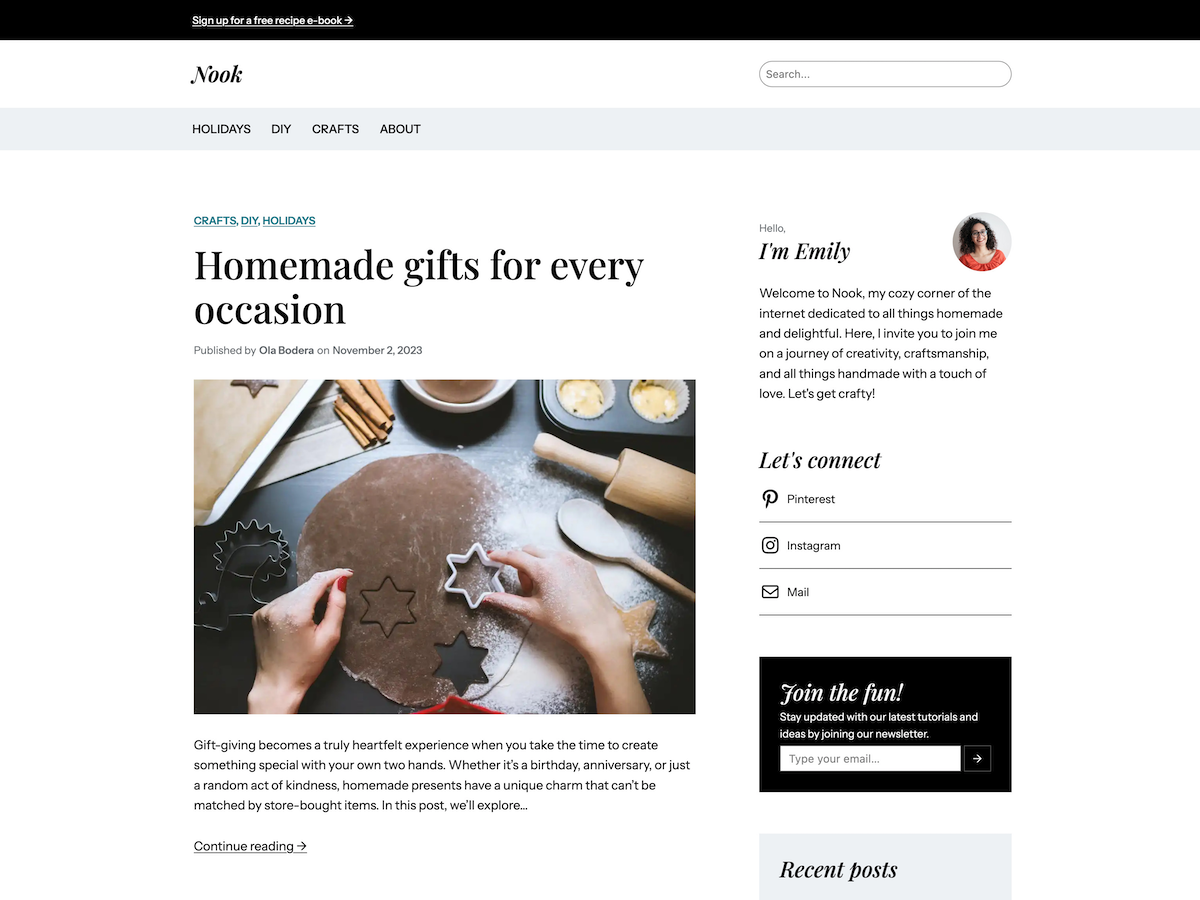 Sign up for a free recipe e-book →
Nook
Search...
HOLIDAYS DIY CRAFTS ABOUT
CRAFTS, DIY, HOLIDAYS
Homemade gifts for every
occasion
Published by Ola Bodera on November 2, 2023
Gift-giving becomes a truly heartfelt experience when you take the time to create
something special with your own two hands. Whether it’s a birthday, anniversary, or just
a random act of kindness, homemade presents have a unique charm that can’t be
matched by store-bought items. In this post, we’ll explore…
Continue reading →
Hello,
I'm Emily
Welcome to Nook, my cozy corner of the
internet dedicated to all things homemade
and delightful. Here, I invite you to join me
on a journey of creativity, craftsmanship,
and all things handmade with a touch of
love. Let's get crafty!
Let's connect
Pinterest
Instagram
Mail
Join the fun!
Stay updated with our latest tutorials and
ideas by joining our newsletter.
Type your email... →
Recent posts